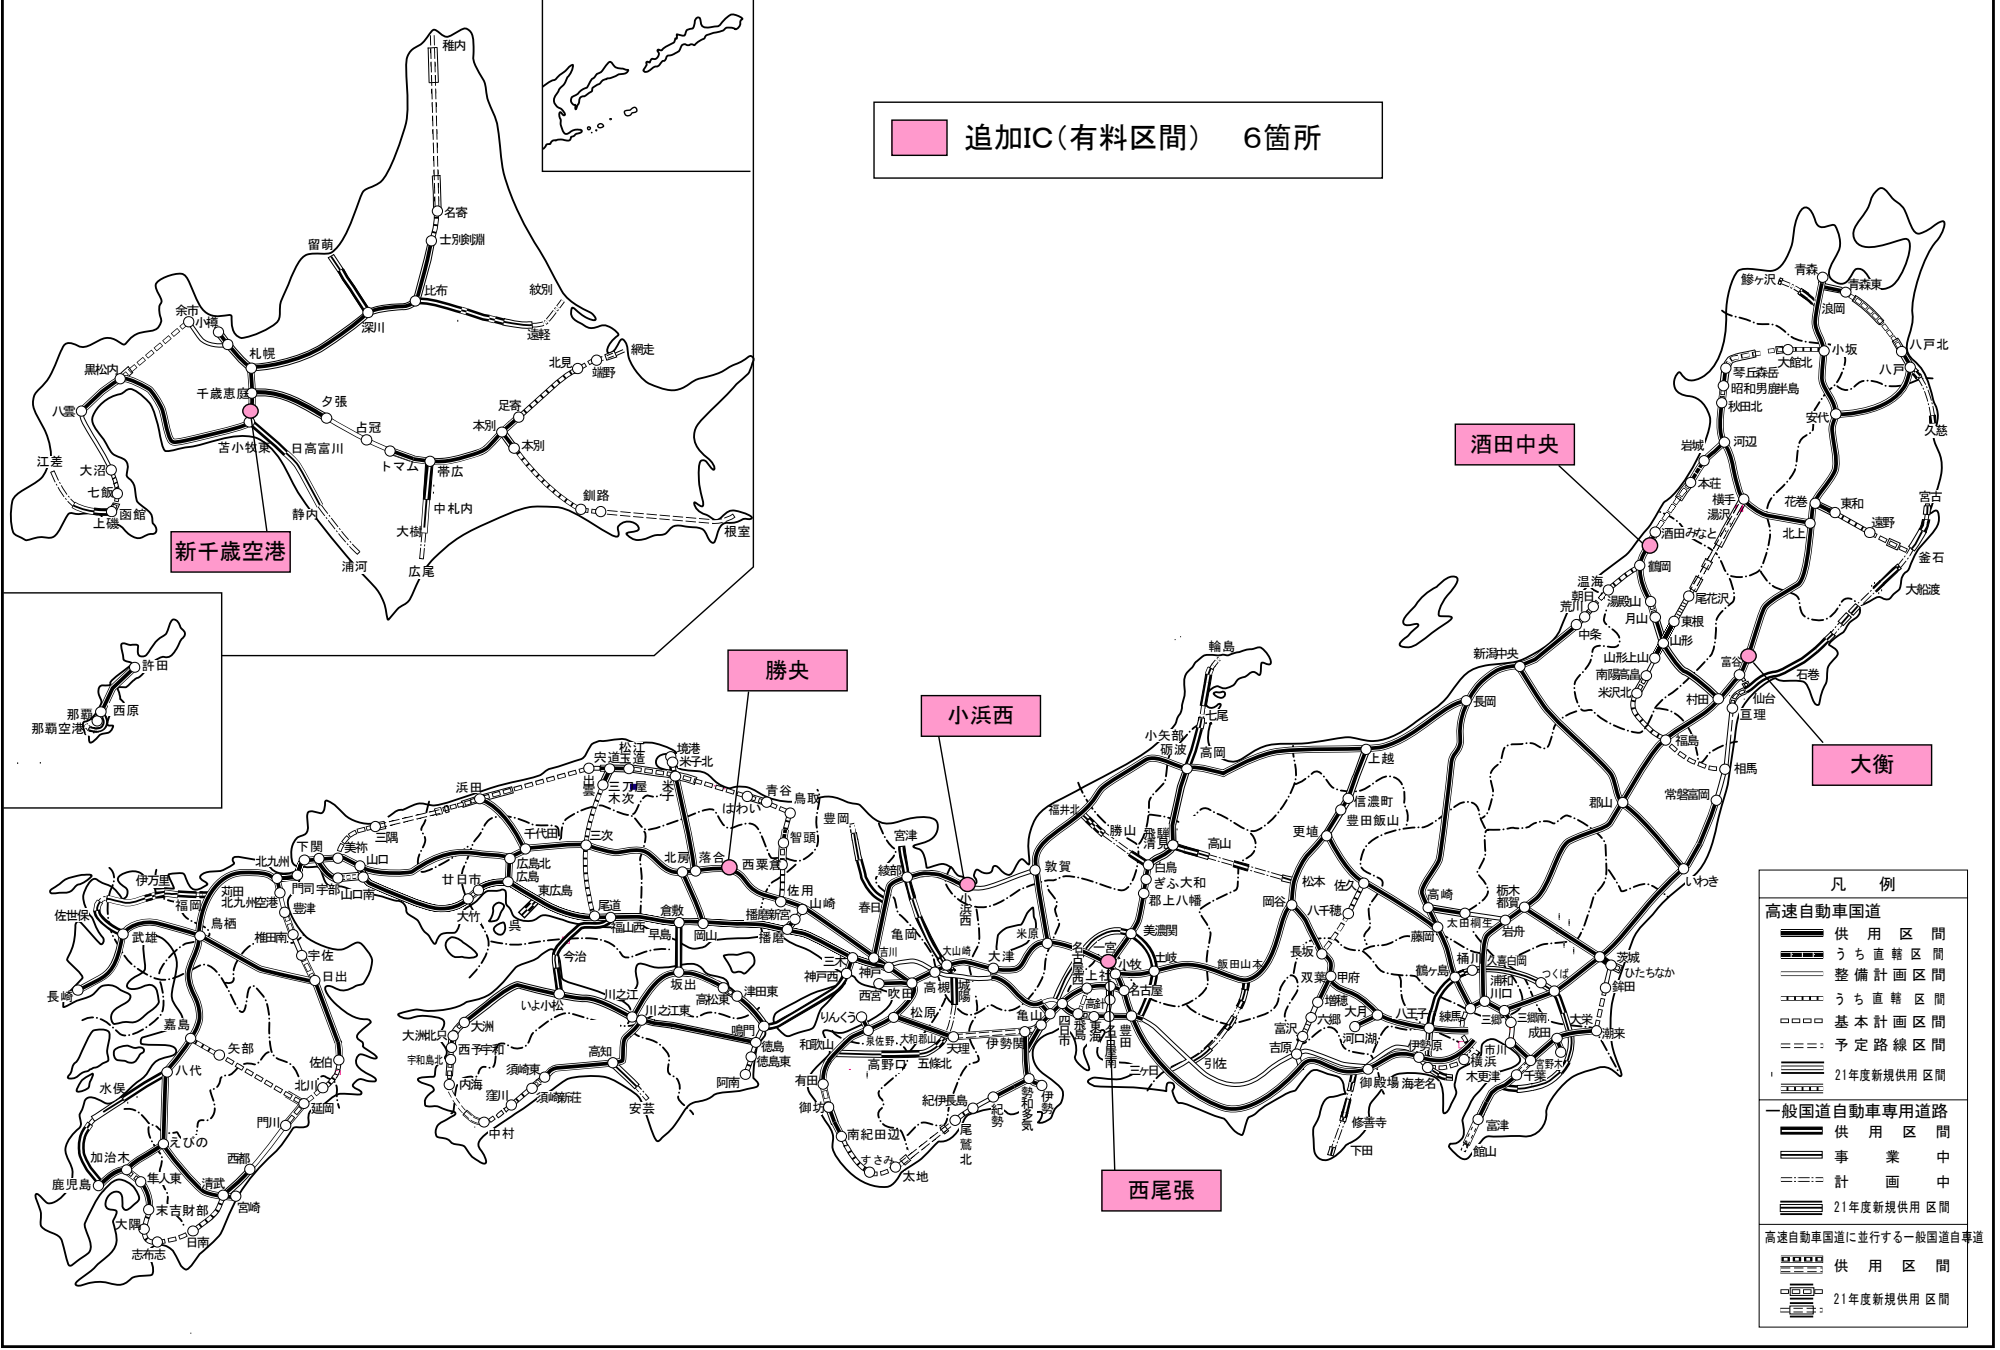 稚内
追加IC（有料区間）　６箇所
名寄
士別剣淵
留萌
比布
紋別
深川
遠軽
余市
小樽
札幌
北見
網走
端野
黒松内
千歳恵庭
夕張
足寄
八雲
占冠
本別
本別
苫小牧東
日高富川
トマム
帯広
江差
大沼
七飯
函館
上磯
釧路
中札内
静内
大樹
根室
新千歳空港
浦河
広尾
許田
那覇
西原
那覇空港
鰺ヶ沢
青森
青森東
浪岡
八戸北
小坂
大館北
八戸
琴丘森岳
昭和男鹿半島
秋田北
安代
久慈
酒田中央
岩城
河辺
本荘
横手
湯沢
花巻
東和
宮古
遠野
酒田みなと
北上
釜石
鶴岡
温海
大船渡
朝日
湯殿山
尾花沢
荒川
月山
東根
中条
山形
新潟中央
山形上山
富谷
南陽高畠
石巻
米沢北
村田
仙台
亘理
長岡
福島
大衡
相馬
常磐富岡
郡山
輪島
七尾
小矢部
砺波
高岡
上越
信濃町
豊田飯山
更埴
勝央
小浜西
松江
宍道
玉造
境港
米子北
出雲
三刀屋
木次
米子
浜田
はわい
青谷
鳥取
三隅
豊岡
宮津
福井北
勝山
飛騨
清見
高山
千代田
三次
智頭
下関
美祢
山口
北九州
広島北
広島
北房
落合
西粟倉
綾部
敦賀
白鳥
ぎふ大和
郡上八幡
松本
佐久
伊万里
苅田
北九州空港
門司
宇部
山口南
廿日市
東広島
佐用
山崎
岡谷
八千穂
高崎
栃木
都賀
いわき
福岡
佐世保
豊津
大竹
呉
尾道
福山西
倉敷
早島
岡山
播磨新宮
播磨
春日
亀岡
小浜西
米原
美濃関
太田桐生
岩舟
藤岡
武雄
鳥栖
椎田南
宇佐
日出
今治
三木
神戸西
神戸
吉川
大山崎
大津
名古屋西
一宮
小牧
土岐
飯田山本
長坂
双葉
甲府
鶴ヶ島
桶川
久喜白岡
つくば
茨城
ひたちなか
鉾田
長崎
坂出
高松東
津田東
西宮
吹田
高槻
城陽
上社
名古屋
高針
増穂
六郷
大月
八王子
練馬
浦和
川口
三郷
三郷南
成田
大栄
潮来
嘉島
矢部
いよ小松
川之江
川之江東
鳴門
りんくう
松原
亀山
四日市
飛島
東海
名古屋南
豊田
富沢
河口湖
吉原
大洲北只
大洲
西予宇和
宇和島北
徳島
徳島東
和歌山
泉佐野
大和郡山
天理
伊勢関
引佐
三ヶ日
伊勢原
市川
横浜
富野木
佐伯
八代
水俣
北川
延岡
内海
高知
須崎東
須崎新荘
窪川
安芸
阿南
高野口
五條北
有田
御坊
紀伊長島
紀勢
勢和多気
伊勢
御殿場
海老名
木更津
千葉
門川
中村
南紀田辺
尾鷲北
修善寺
富津
えびの
加治木
西都
すさみ
太地
下田
館山
鹿児島
隼人東
清武
宮崎
西尾張
末吉財部
大隅
日南
志布志
凡　例
高速自動車国道
供用区間
うち直轄区間
整備計画区間
うち直轄区間
基本計画区間
予定路線区間
21年度新規供用区間
一般国道自動車専用道路
供用区間
事業中
計画中
21年度新規供用区間
高速自動車国道に並行する一般国道自専道
供用区間
21年度新規供用区間